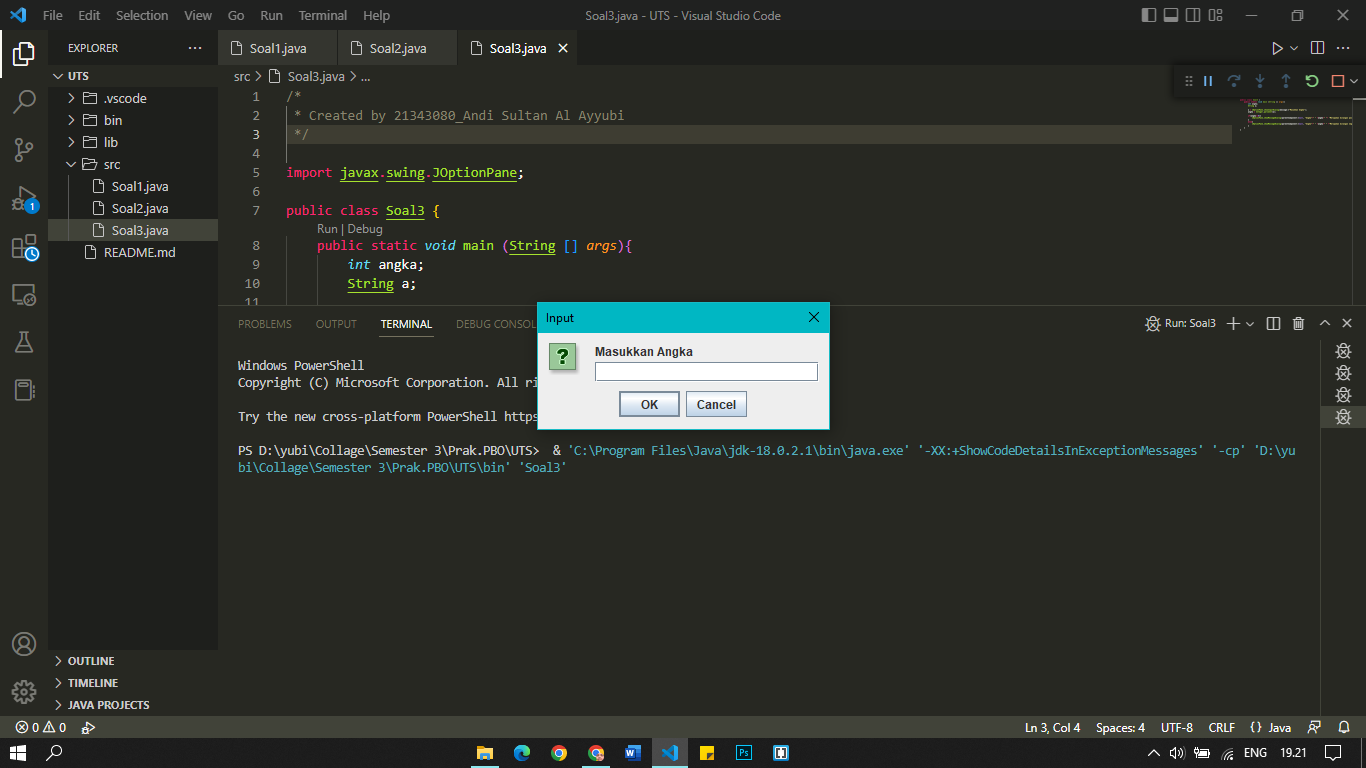 File Edit Selection View Go Run Terminal Help
Soal3.java - UTS - Visual Studio Code
EXPLORER
UTS
.vscode
bin
lib
src
Soal1.java
Soal2.java
Soal3.java
README.md
OUTLINE
TIMELINE
JAVA PROJECTS
Soal1.java Soal2.java Soal3.java
src > Soal3.java > ...
1 /*
2 * Created by 21343080_Andi Sultan Al Ayyubi
3 */
4
5 import javax.swing.JOptionPane;
6
7 public class Soal3 {
Run | Debug
8 public static void main (String [] args){
9 int angka;
10 String a;
11
PROBLEMS OUTPUT TERMINAL DEBUG CONSOL
Run: Soal3
Windows PowerShell
Copyright (C) Microsoft Corporation. All ri
Try the new cross-platform PowerShell https
PS D:\yubi\Collage\Semester 3\Prak.PBO\UTS> & 'C:\Program Files\Java\jdk-18.0.2.1\bin\java.exe' '-XX:+ShowCodeDetailsInExceptionMessages' '-cp' 'D:\yu
bi\Collage\Semester 3\Prak.PBO\UTS\bin' 'Soal3'
Input
Masukkan Angka
OK Cancel
1
0 0
Ln 3, Col 4 Spaces: 4 UTF-8 CRLF {} Java
W Ps
ENG 19.21